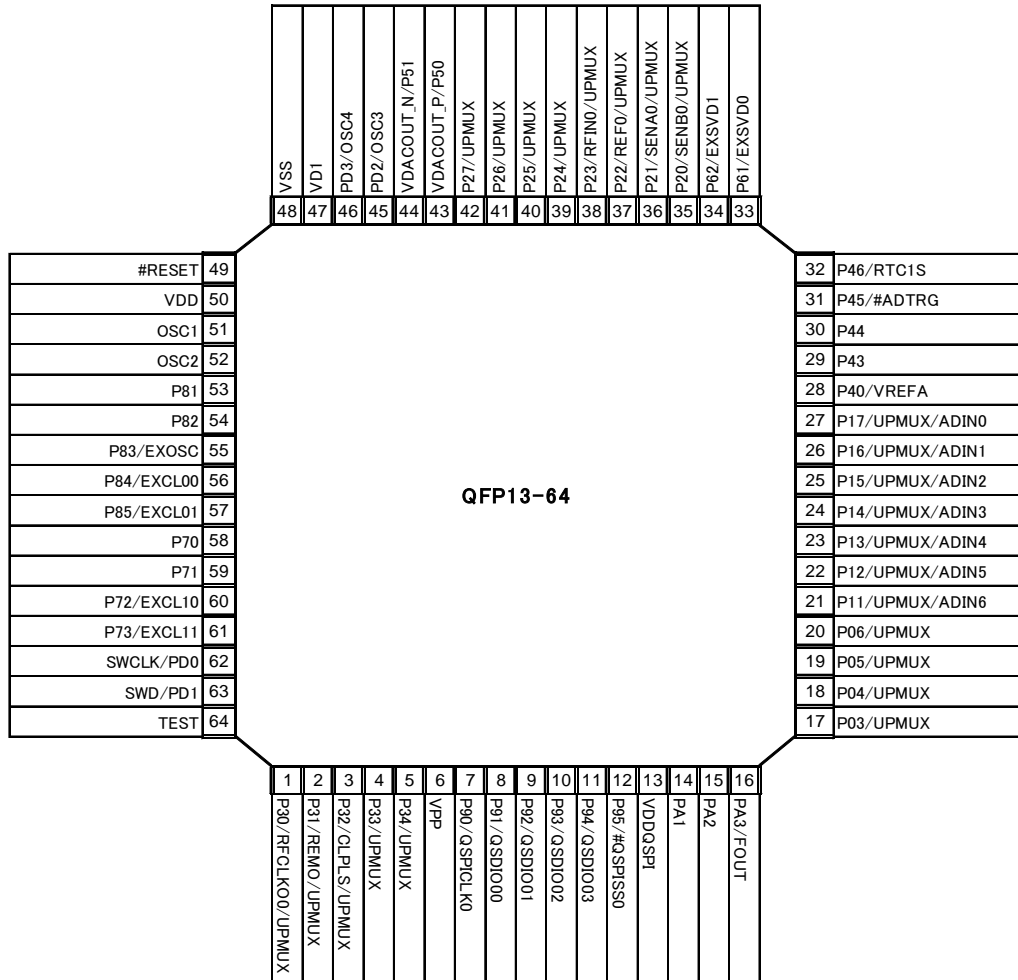 VSS
VD1
PD3/OSC4
PD2/OSC3
VDACOUT_N/P51
VDACOUT_P/P50
P27/UPMUX
P26/UPMUX
P25/UPMUX
P24/UPMUX
P23/RFIN0/UPMUX
P22/REF0/UPMUX
P21/SENA0/UPMUX
P20/SENB0/UPMUX
P62/EXSVD1
P61/EXSVD0
48 47 46 45 44 43 42 41 40 39 38 37 36 35 34 33
#RESET 49
VDD 50
OSC1 51
OSC2 52
P81 53
P82 54
P83/EXOSC 55
P84/EXCL00 56
P85/EXCL01 57
P70 58
P71 59
P72/EXCL10 60
P73/EXCL11 61
SWCLK/PD0 62
SWD/PD1 63
TEST 64
QFP13-64
32 P46/RTC1S
31 P45/#ADTRG
30 P44
29 P43
28 P40/VREFA
27 P17/UPMUX/ADIN0
26 P16/UPMUX/ADIN1
25 P15/UPMUX/ADIN2
24 P14/UPMUX/ADIN3
23 P13/UPMUX/ADIN4
22 P12/UPMUX/ADIN5
21 P11/UPMUX/ADIN6
20 P06/UPMUX
19 P05/UPMUX
18 P04/UPMUX
17 P03/UPMUX
1 2 3 4 5 6 7 8 9 10 11 12 13 14 15 16
P30/RFCLKO0/UPMUX
P31/REMO/UPMUX
P32/CLPLS/UPMUX
P33/UPMUX
P34/UPMUX
VPP
P90/QSPICLK0
P91/QSDIO00
P92/QSDIO01
P93/QSDIO02
P94/QSDIO03
P95/#QSPISS0
VDDQSPI
PA1
PA2
PA3/FOUT